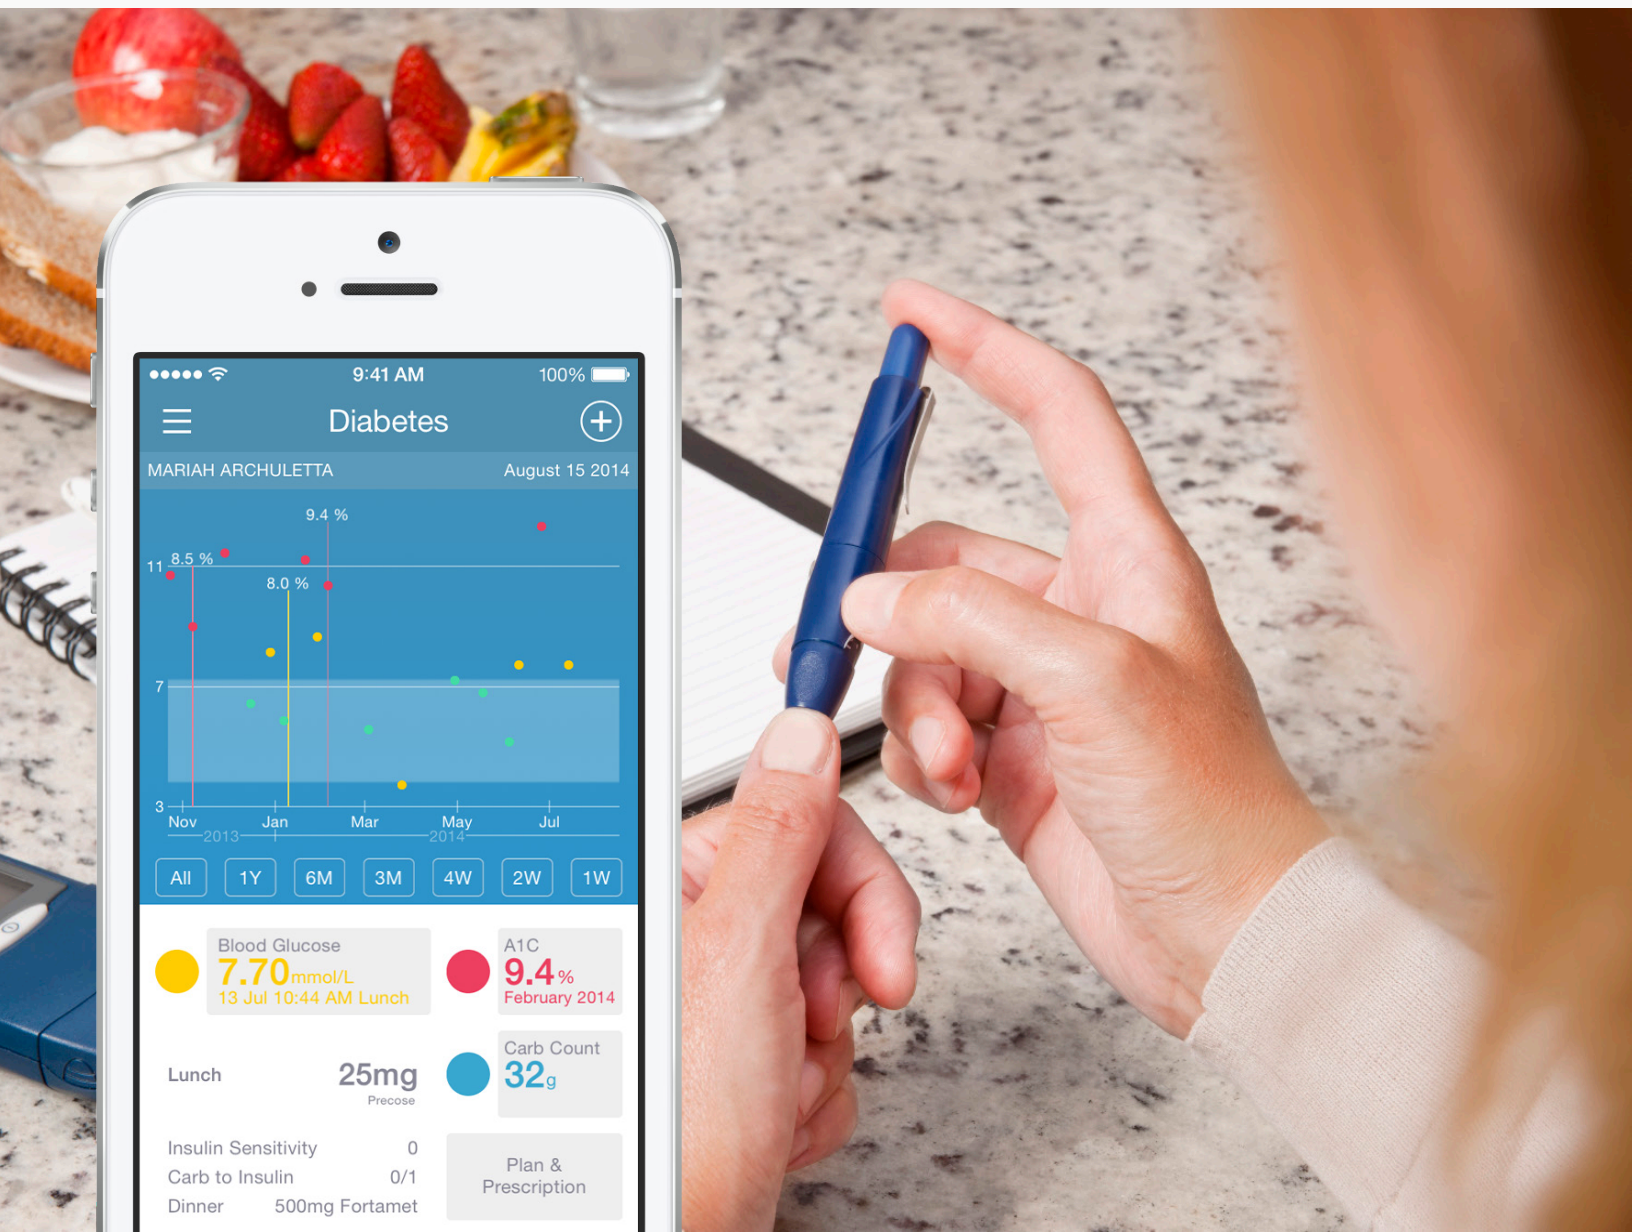 9:41 AM
100%
Diabetes
MARIAH ARCHULETTA
August 15 2014
9.4 %
11
8.5 %
8.0 %
7
3
Nov
Jan
Mar
May
Jul
2013
2014
All
1Y
6M
3M
4W
2W
1W
Blood Glucose
7.70 mmol/L
13 Jul 10:44 AM Lunch
A1C
9.4 %
February 2014
Lunch
25mg
Precose
Carb Count
32g
Insulin Sensitivity 0
Carb to Insulin 0/1
Dinner 500mg Fortamet
Plan &
Prescription